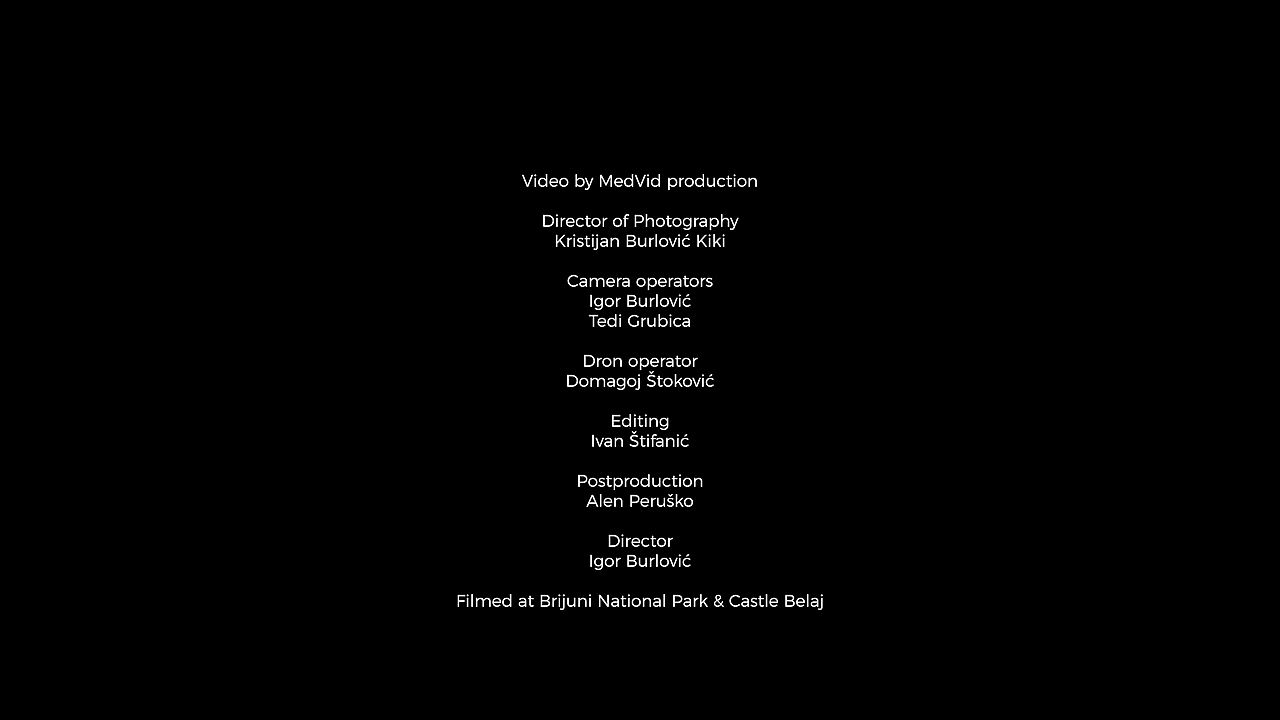 Video by MedVid production
Director of Photography
Kristijan Burlović Kiki
Camera operators
Igor Burlović
Tedi Grubica
Dron operator
Domagoj Štoković
Editing
Ivan Štifanić
Postproduction
Alen Peruško
Director
Igor Burlović
Filmed at Brijuni National Park & Castle Belaj